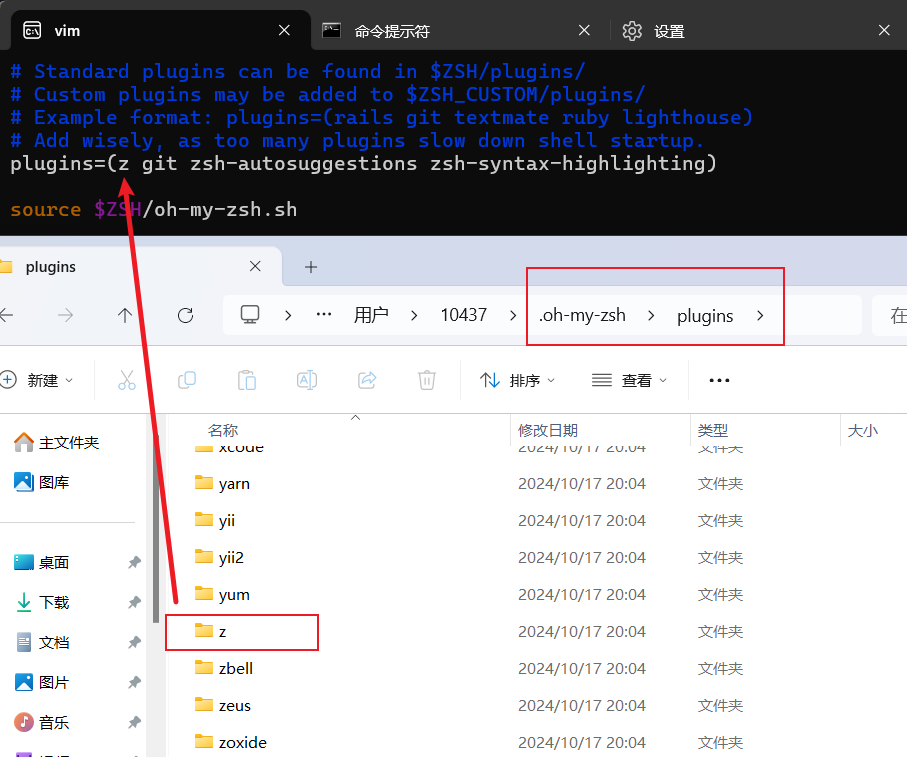 vim
命令提示符
设置
# Standard plugins can be found in $ZSH/plugins/
# Custom plugins may be added to $ZSH_CUSTOM/plugins/
# Example format: plugins=(rails git textmate ruby lighthouse)
# Add wisely, as too many plugins slow down shell startup.
plugins=(z git zsh-autosuggestions zsh-syntax-highlighting)
source $ZSH/oh-my-zsh.sh
plugins
··· 用户 10437 .oh-my-zsh plugins 在
新建 排序 查看 ···
名称 修改日期 类型 大小
主文件夹
图库
桌面
下载
文档
图片
音乐
xcode 2024/10/17 20:04 文件夹
yarn 2024/10/17 20:04 文件夹
yii 2024/10/17 20:04 文件夹
yii2 2024/10/17 20:04 文件夹
yum 2024/10/17 20:04 文件夹
z 2024/10/17 20:04 文件夹
zbell 2024/10/17 20:04 文件夹
zeus 2024/10/17 20:04 文件夹
zoxide 2024/10/17 20:04 文件夹